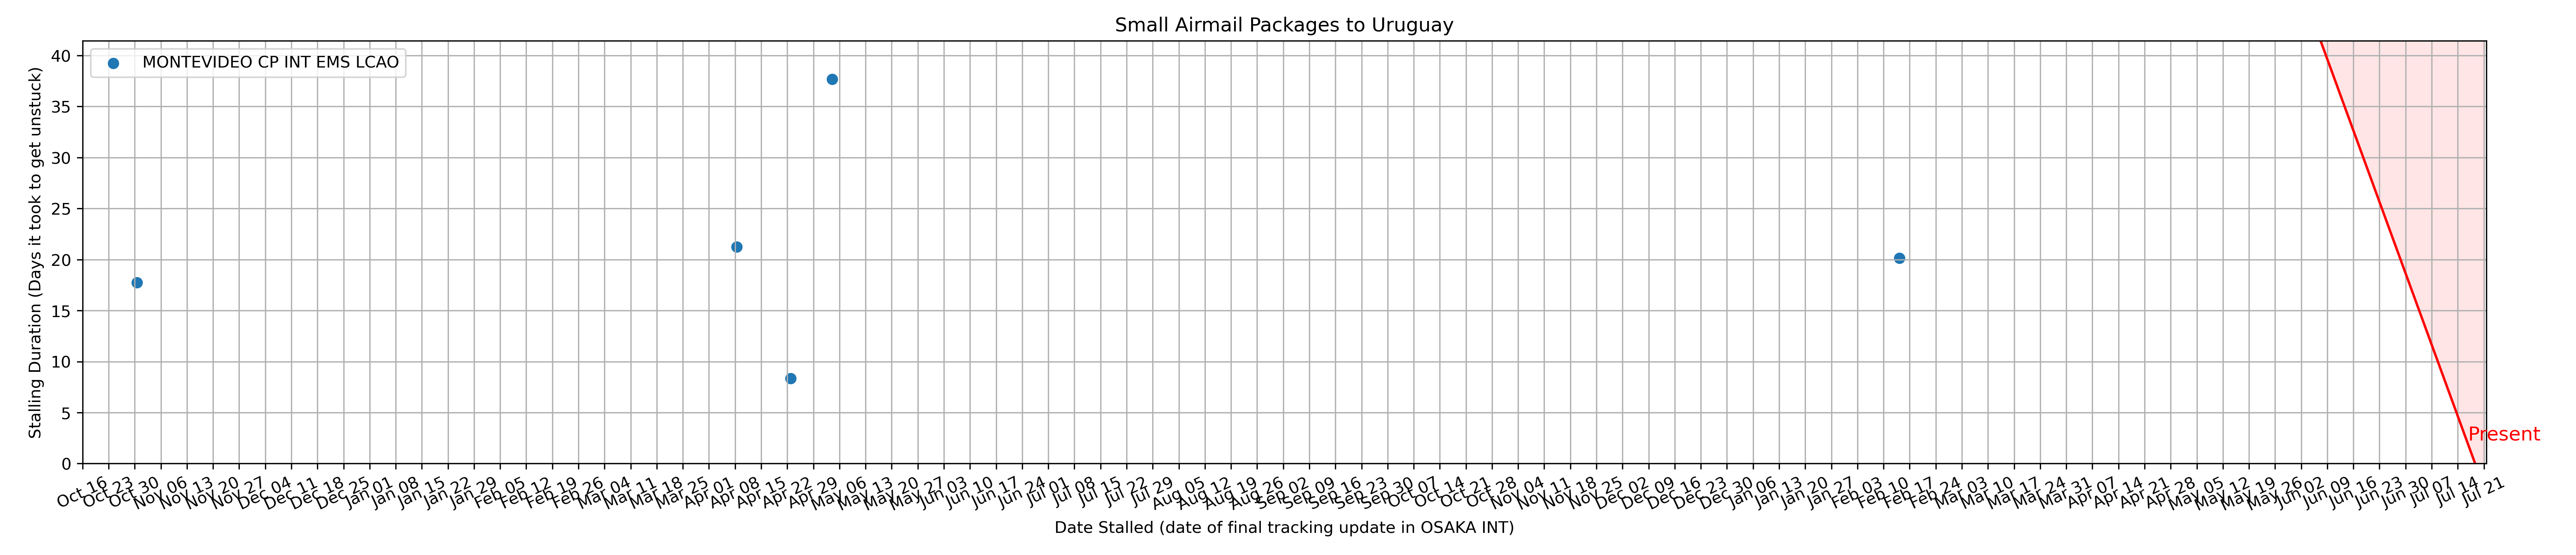 Small Airmail Packages to Uruguay
MONTEVIDEO CP INT EMS LCAO
Stalling Duration (Days it took to get unstuck)
40
35
30
25
20
15
10
5
0
Present
Oct 16 Oct 23 Oct 30 Nov 06 Nov 13 Nov 20 Nov 27 Dec 04 Dec 11 Dec 18 Dec 25 Jan 01 Jan 08 Jan 15 Jan 22 Jan 29 Feb 05 Feb 12 Feb 19 Feb 26 Mar 04 Mar 11 Mar 18 Mar 25 Apr 01 Apr 08 Apr 15 Apr 22 Apr 29 May 06 May 13 May 20 May 27 Jun 03 Jun 10 Jun 17 Jun 24 Jul 01 Jul 08 Jul 15 Jul 22 Jul 29 Aug 05 Aug 12 Aug 19 Aug 26 Sep 02 Sep 09 Sep 16 Sep 23 Sep 30 Oct 07 Oct 14 Oct 21 Oct 28 Nov 04 Nov 11 Nov 18 Nov 25 Dec 02 Dec 09 Dec 16 Dec 23 Dec 30 Jan 06 Jan 13 Jan 20 Jan 27 Feb 03 Feb 10 Feb 17 Feb 24 Mar 03 Mar 10 Mar 17 Mar 24 Mar 31 Apr 07 Apr 14 Apr 21 Apr 28 May 05 May 12 May 19 May 26 Jun 02 Jun 09 Jun 16 Jun 23 Jun 30 Jul 07 Jul 14 Jul 21
Date Stalled (date of final tracking update in OSAKA INT)